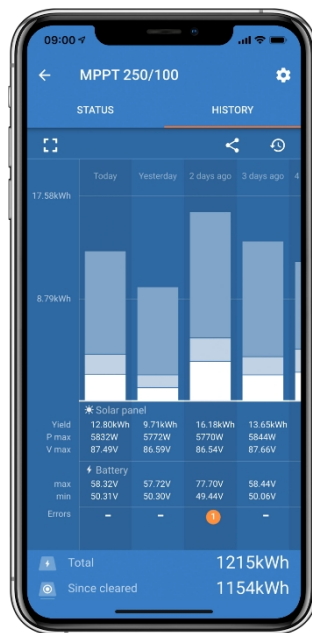 09:00
MPPT 250/100
STATUS HISTORY
Today Yesterday 2 days ago 3 days ago 4
17.58kWh
8.79kWh
Solar panel
Yield 12.80kWh 9.71kWh 16.18kWh 13.65kWh
P max 5832W 5772W 5770W 5844W
V max 87.49V 86.59V 86.54V 87.66V
Battery
max 58.32V 57.72V 77.70V 58.44V
min 50.31V 50.30V 49.44V 50.06V
Errors - - 1 -
Total 1215kWh
Since cleared 1154kWh